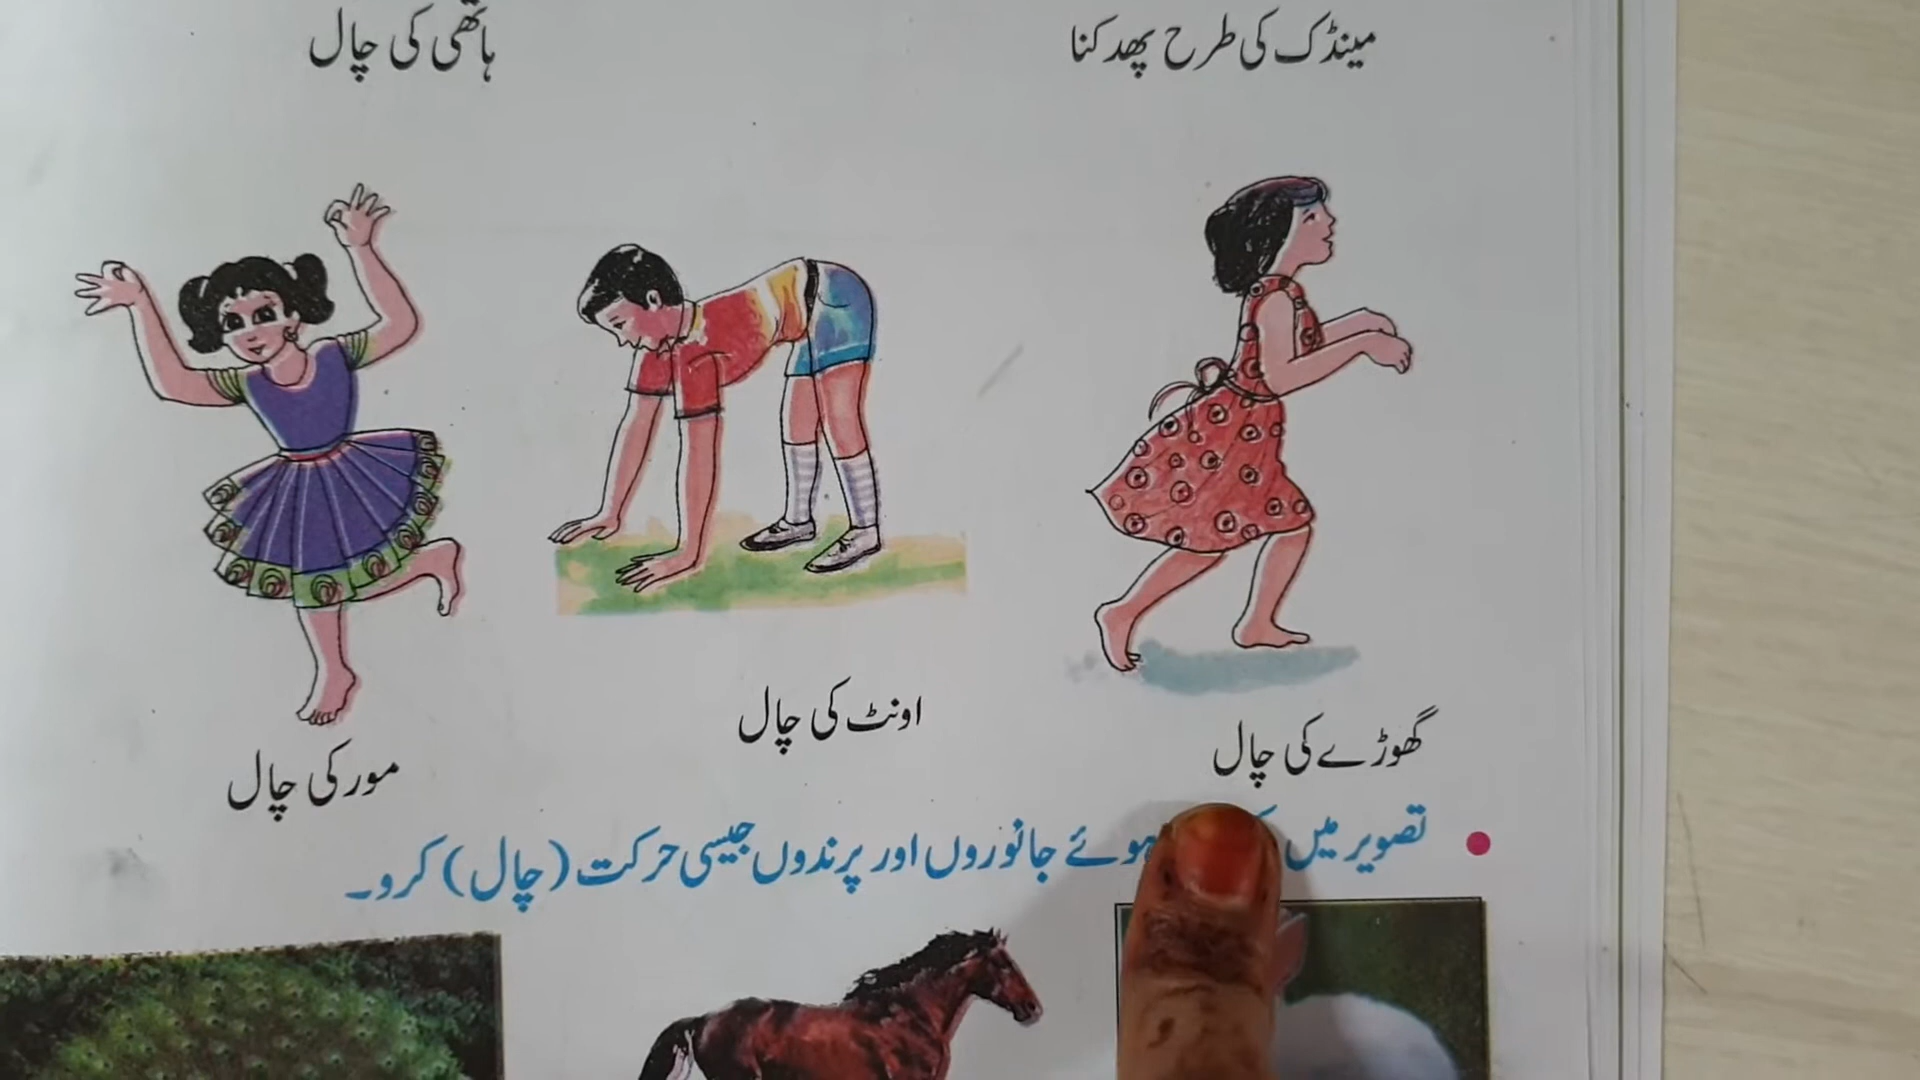 مینڈک کی طرح پھدکنا
ہاتھی کی چال
گھوڑے کی چال
اونٹ کی چال
مور کی چال
تصویر میں ہوئے جانوروں اور پرندوں جیسی حرکت (چال) کرو۔